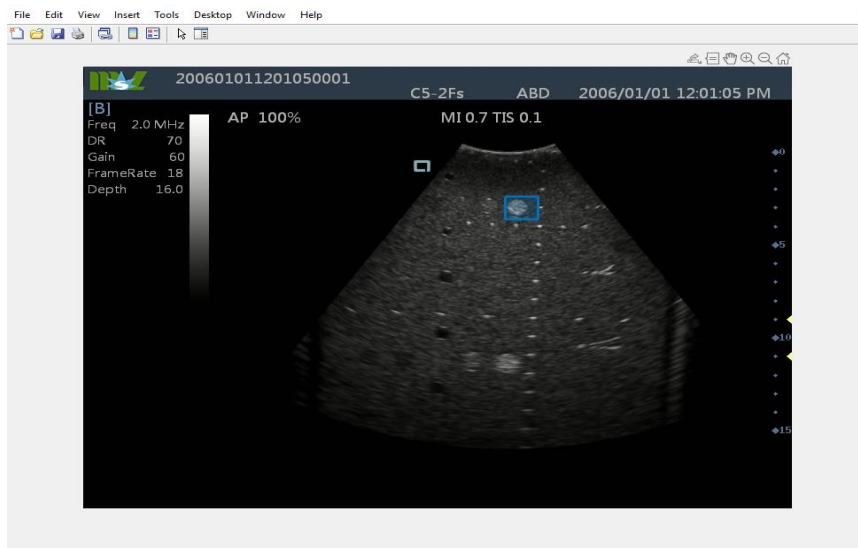 File Edit View Insert Tools Desktop Window Help
200601011201050001
C5-2Fs ABD 2006/01/01 12:01:05 PM
[B]
Freq 2.0 MHz
DR 70
Gain 60
FrameRate 18
Depth 16.0
AP 100%
MI 0.7 TIS 0.1
0
5
10
15